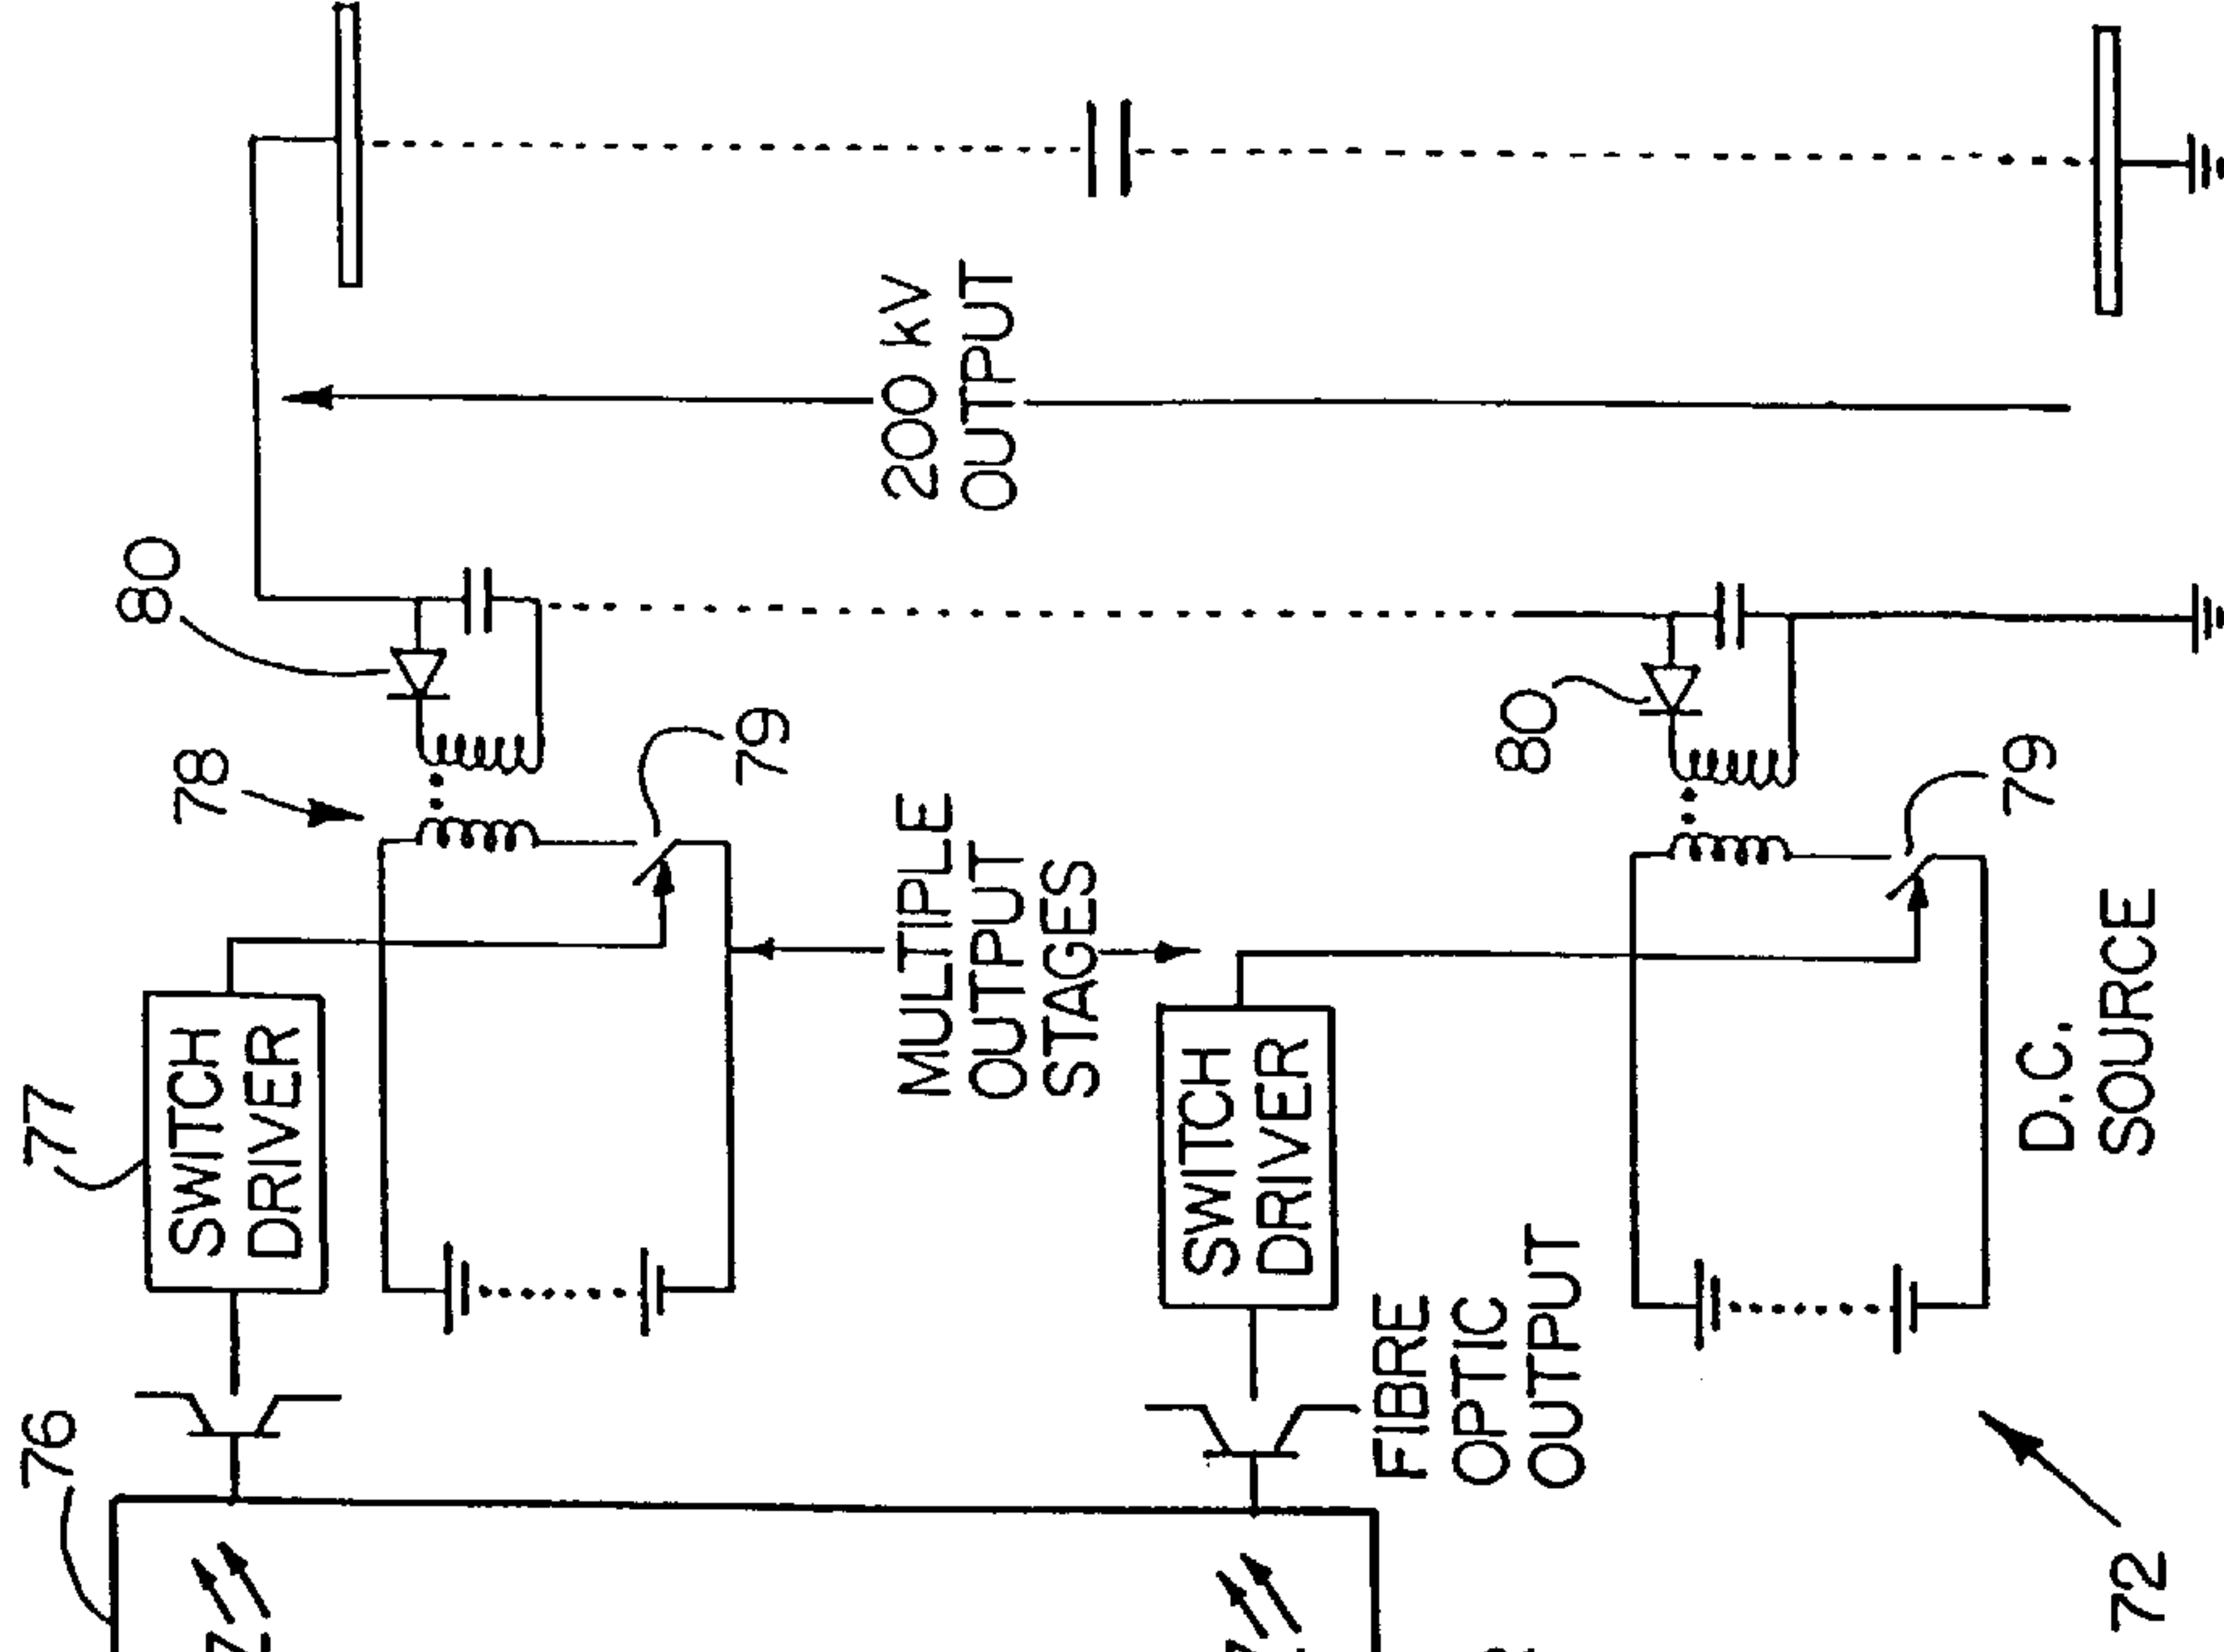 76
77
SWITCH
DRIVER
78
79
80
MULTIPLE
OUTPUT
STAGES
200 kV
OUTPUT
SWITCH
DRIVER
FIBRE
OPTIC
OUTPUT
80
79
D.C.
SOURCE
72